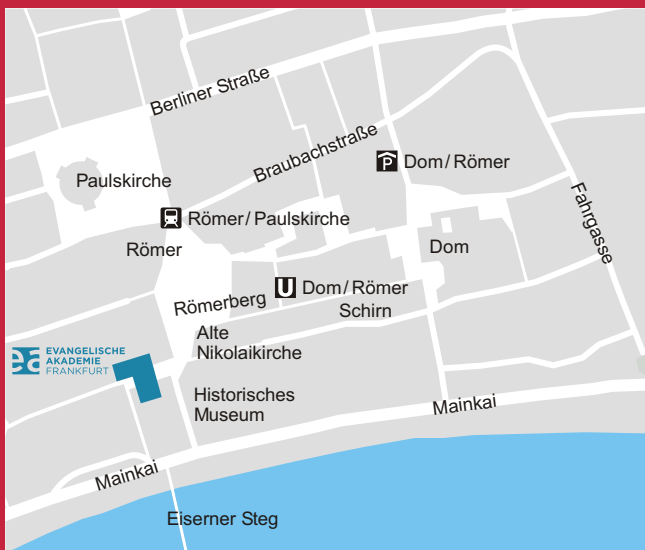 Berliner Straße
Braubachstraße
P Dom/Römer
Paulskirche
Fahrgasse
Römer/Paulskirche
Römer
Dom
U Dom/Römer
Römerberg
Schirn
Alte
Nikolaikirche
ea EVANGELISCHE
AKADEMIE
FRANKFURT
Historisches
Museum
Mainkai
Mainkai
Eiserner Steg